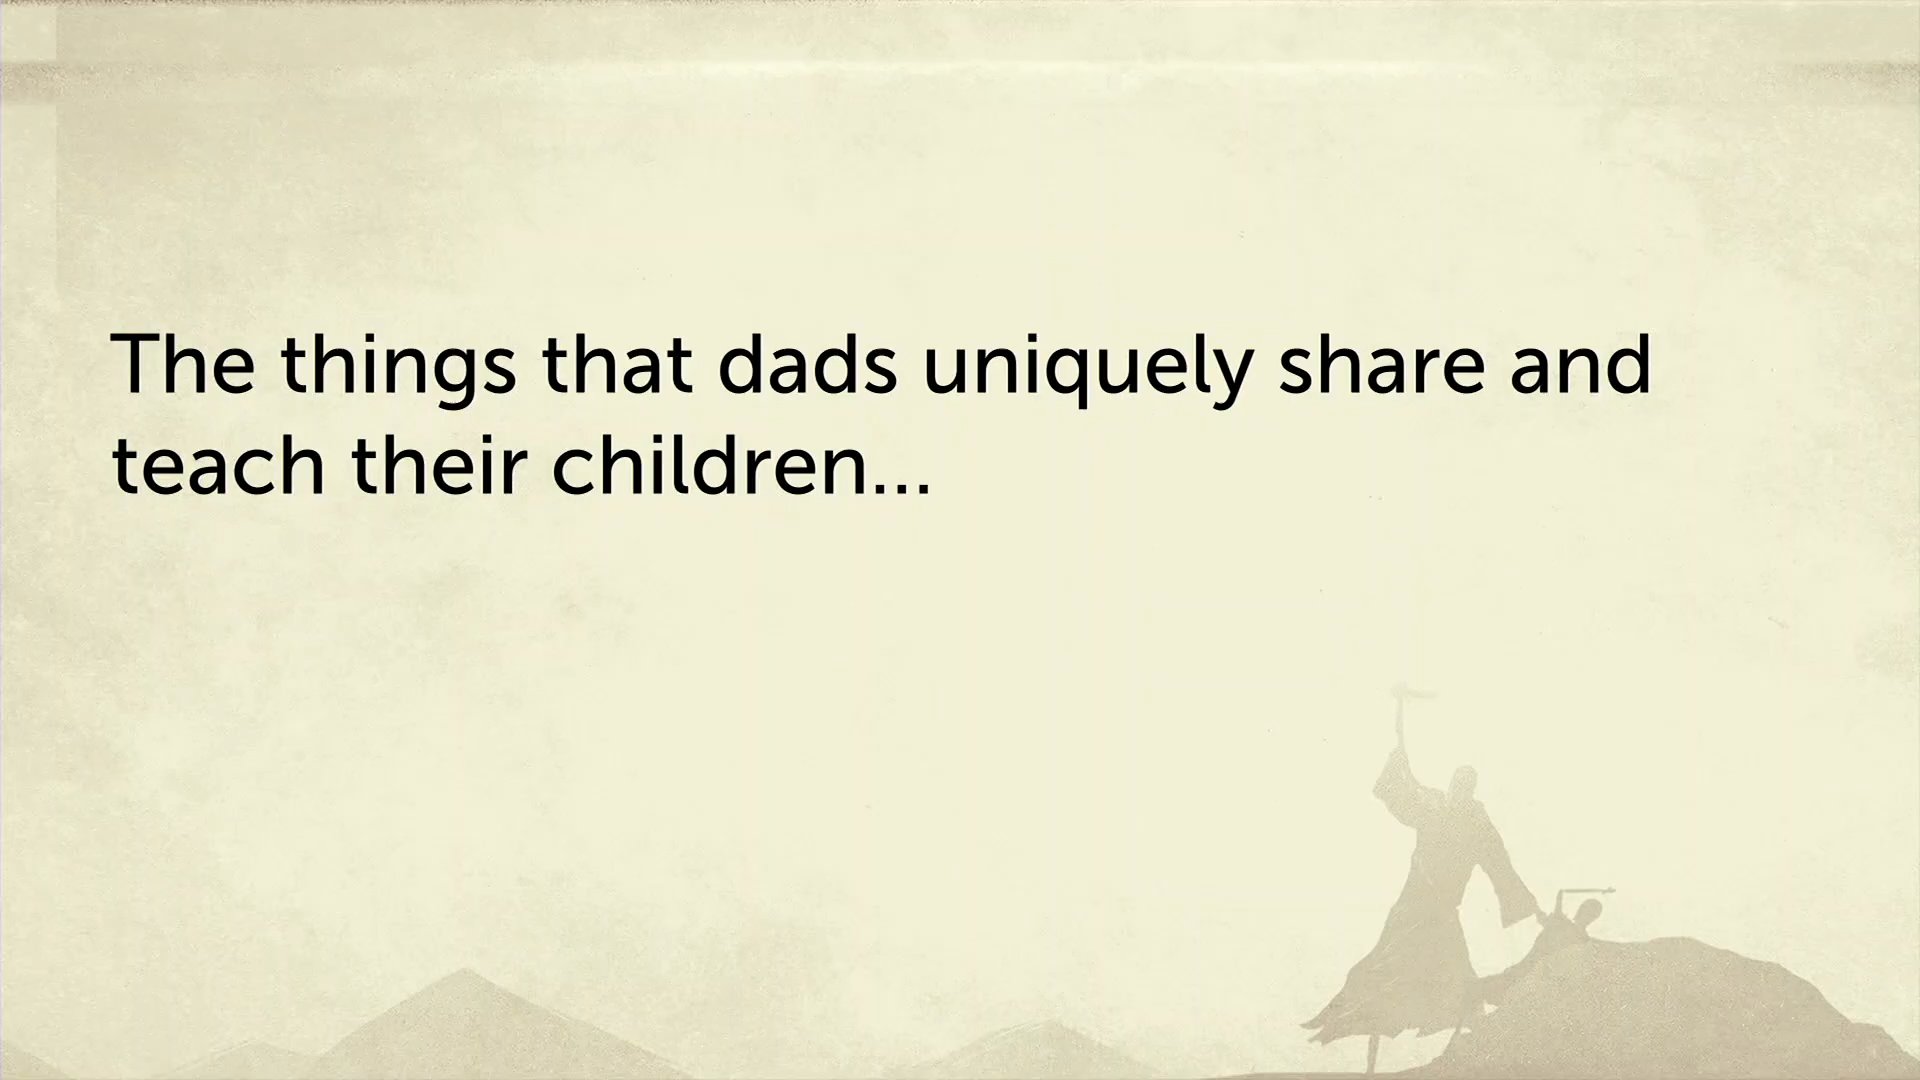 The things that dads uniquely share and
teach their children...